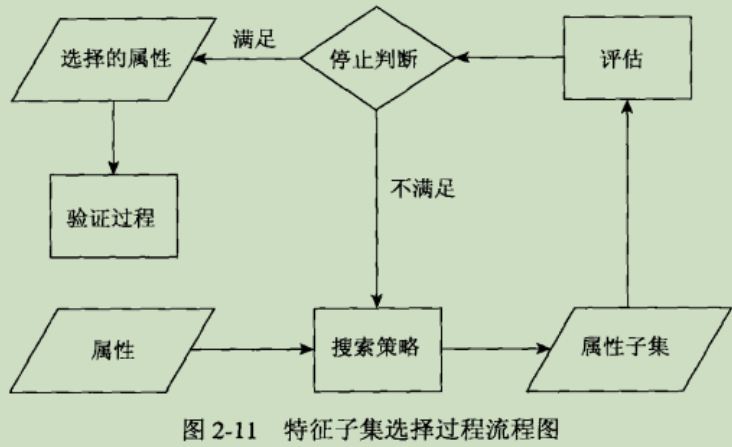 选择的属性
满足
停止判断
评估
不满足
验证过程
属性
搜索策略
属性子集
图 2-11 特征子集选择过程流程图